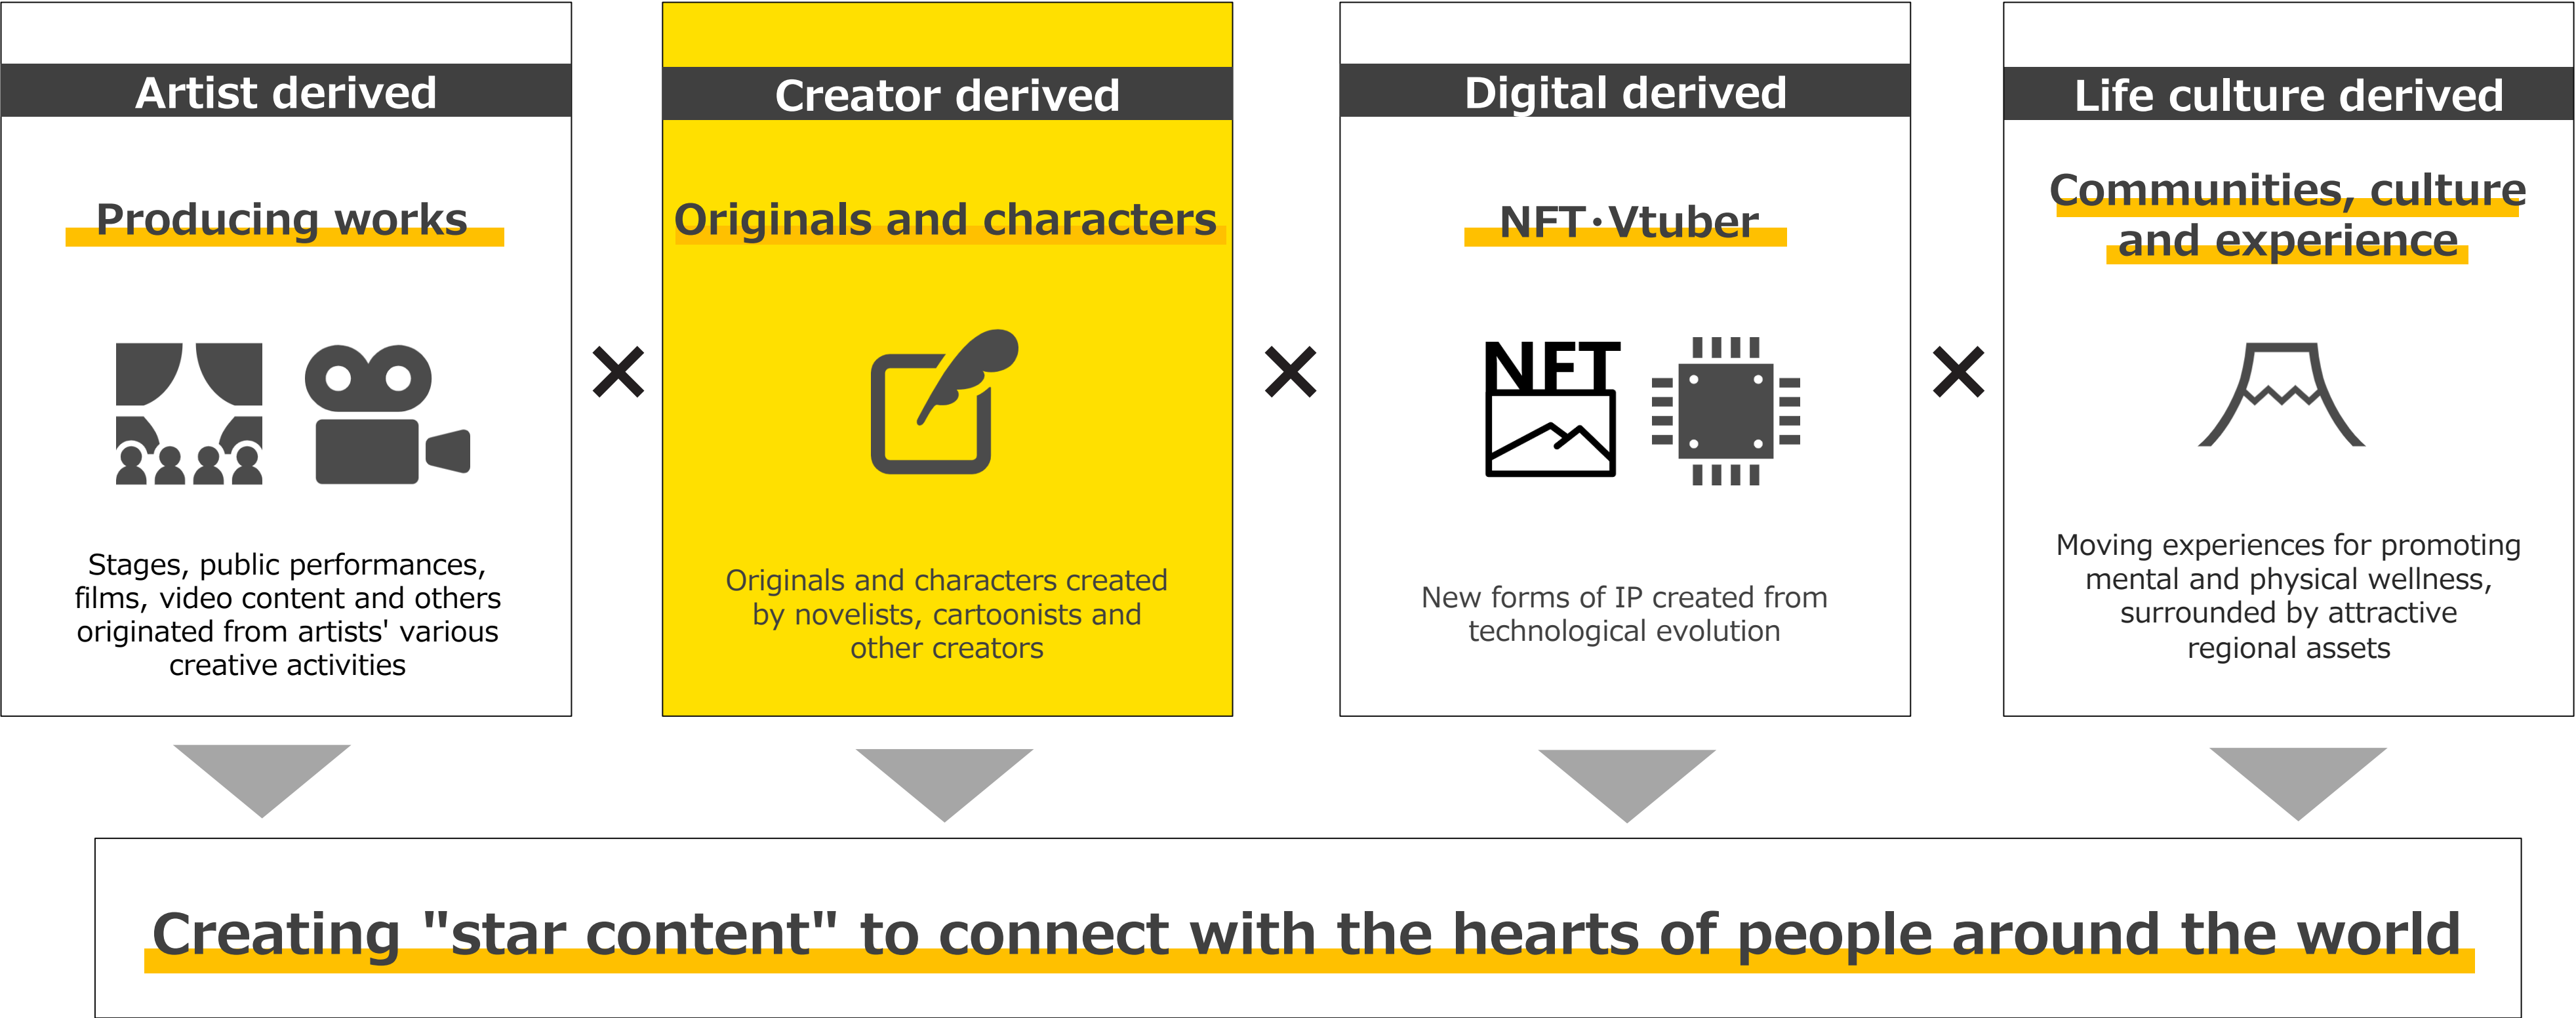 Artist derived
Producing works
Stages, public performances,
films, video content and others
originated from artists' various
creative activities
Creator derived
Originals and characters
Originals and characters created
by novelists, cartoonists and
other creators
Digital derived
NFT・Vtuber
NFT
New forms of IP created from
technological evolution
Life culture derived
Communities, culture
and experience
Moving experiences for promoting
mental and physical wellness,
surrounded by attractive
regional assets
Creating "star content" to connect with the hearts of people around the world